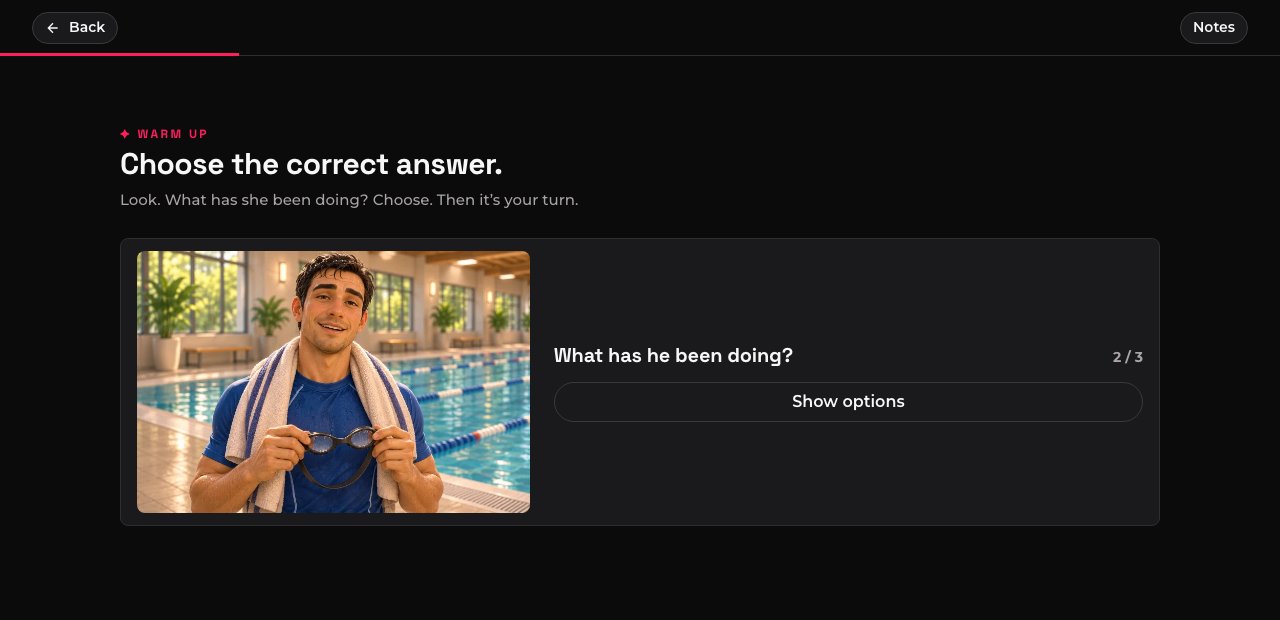 Back
Notes
WARM UP
Choose the correct answer.
Look. What has she been doing? Choose. Then it’s your turn.
What has he been doing?
2 / 3
Show options